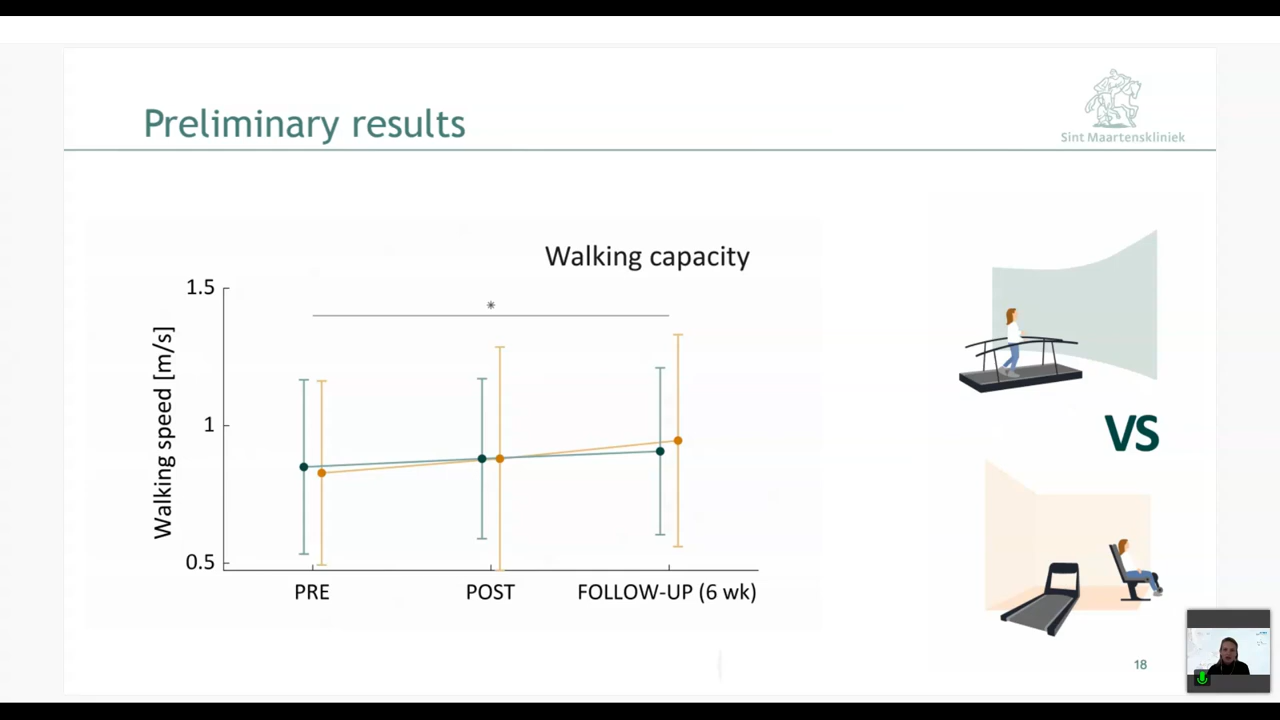 Preliminary results
Sint Maartenskliniek
Walking capacity
1.5
*
Walking speed [m/s]
1
0.5
PRE
POST
FOLLOW-UP (6 wk)
VS
18